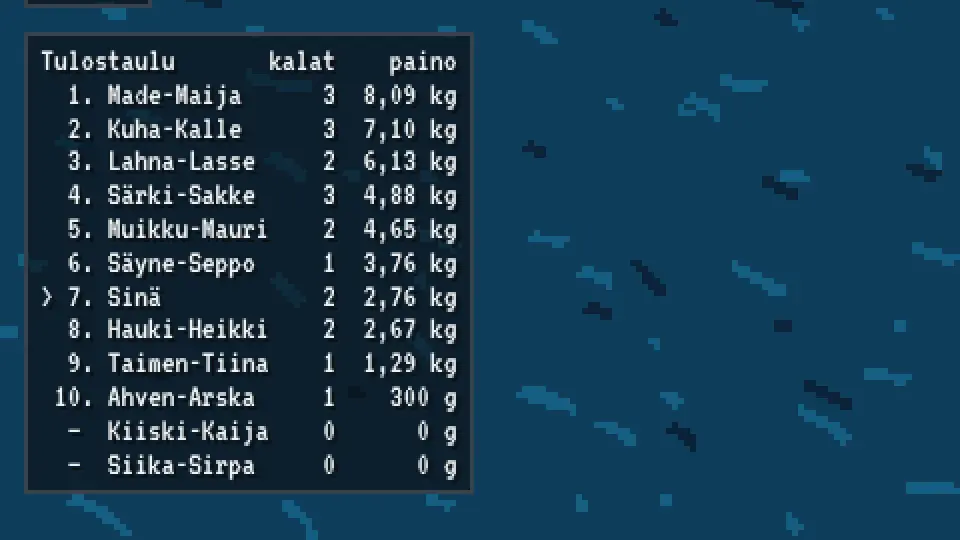 Tulostaulu kalat paino
1. Made-Maija 3 8,09 kg
2. Kuha-Kalle 3 7,10 kg
3. Lahna-Lasse 2 6,13 kg
4. Särki-Sakke 3 4,88 kg
5. Muikku-Mauri 2 4,65 kg
6. Säyne-Seppo 1 3,76 kg
> 7. Sinä 2 2,76 kg
8. Hauki-Heikki 2 2,67 kg
9. Taimen-Tiina 1 1,29 kg
10. Ahven-Arska 1 300 g
– Kiiski-Kaija 0 0 g
– Siika-Sirpa 0 0 g